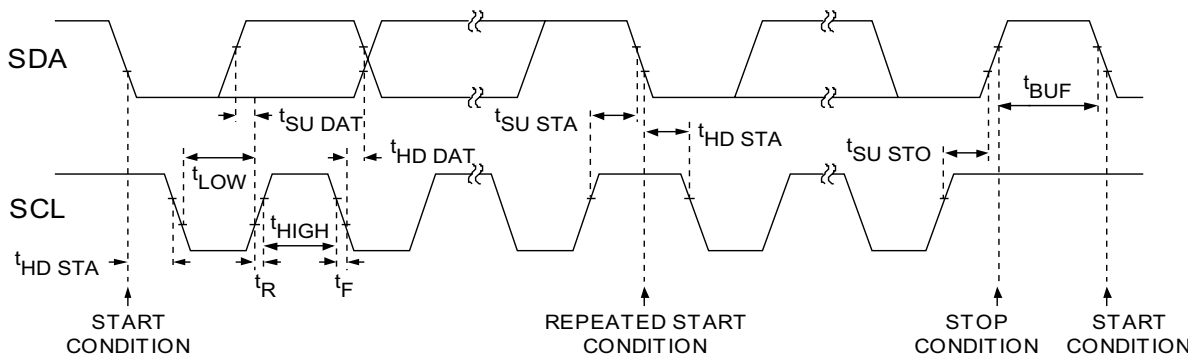 SDA
tSU DAT
tHD DAT
tSU STA
tHD STA
tSU STO
tBUF
SCL
tLOW
tHIGH
tHD STA
tR
tF
START
CONDITION
REPEATED START
CONDITION
STOP
CONDITION
START
CONDITION